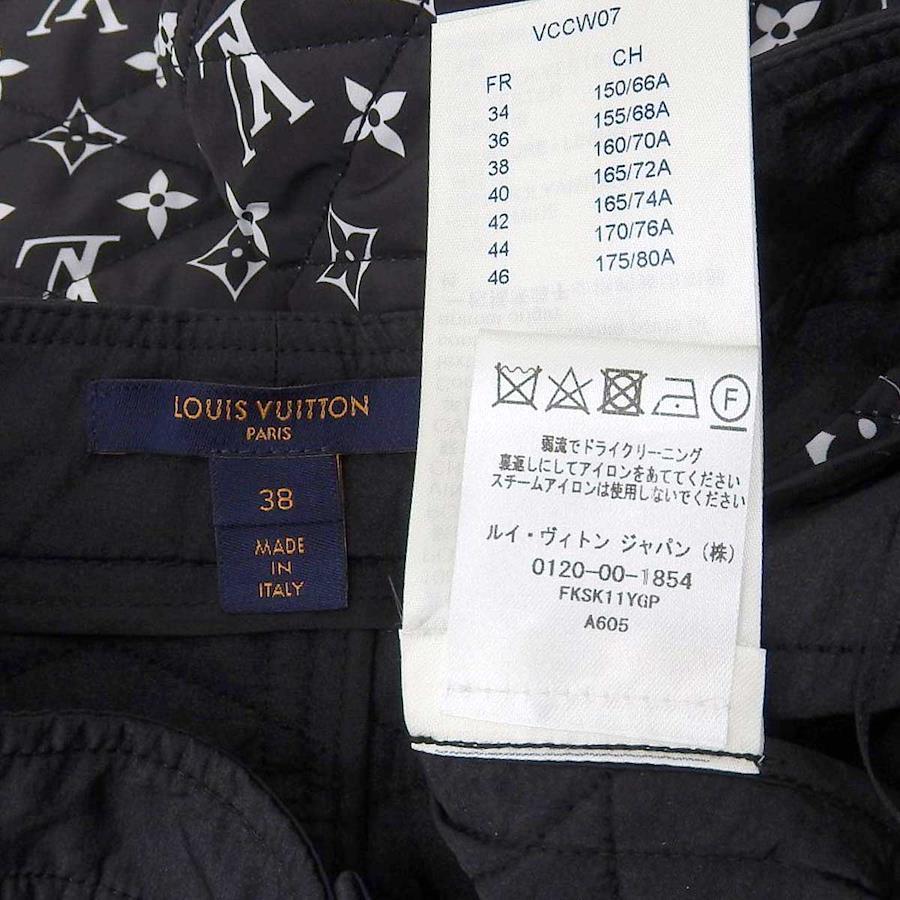 VCCW07
FR CH
34 150/66A
36 155/68A
38 160/70A
40 165/72A
42 165/74A
44 170/76A
46 175/80A
LOUIS VUITTON
PARIS
38
MADE
IN
ITALY
F
弱流でドライクリーニング
裏返しにしてアイロンをあててください
スチームアイロンは使用しないでください
ルイ・ヴィトン ジャパン (株)
0120-00-1854
FKSK11YGP
A605